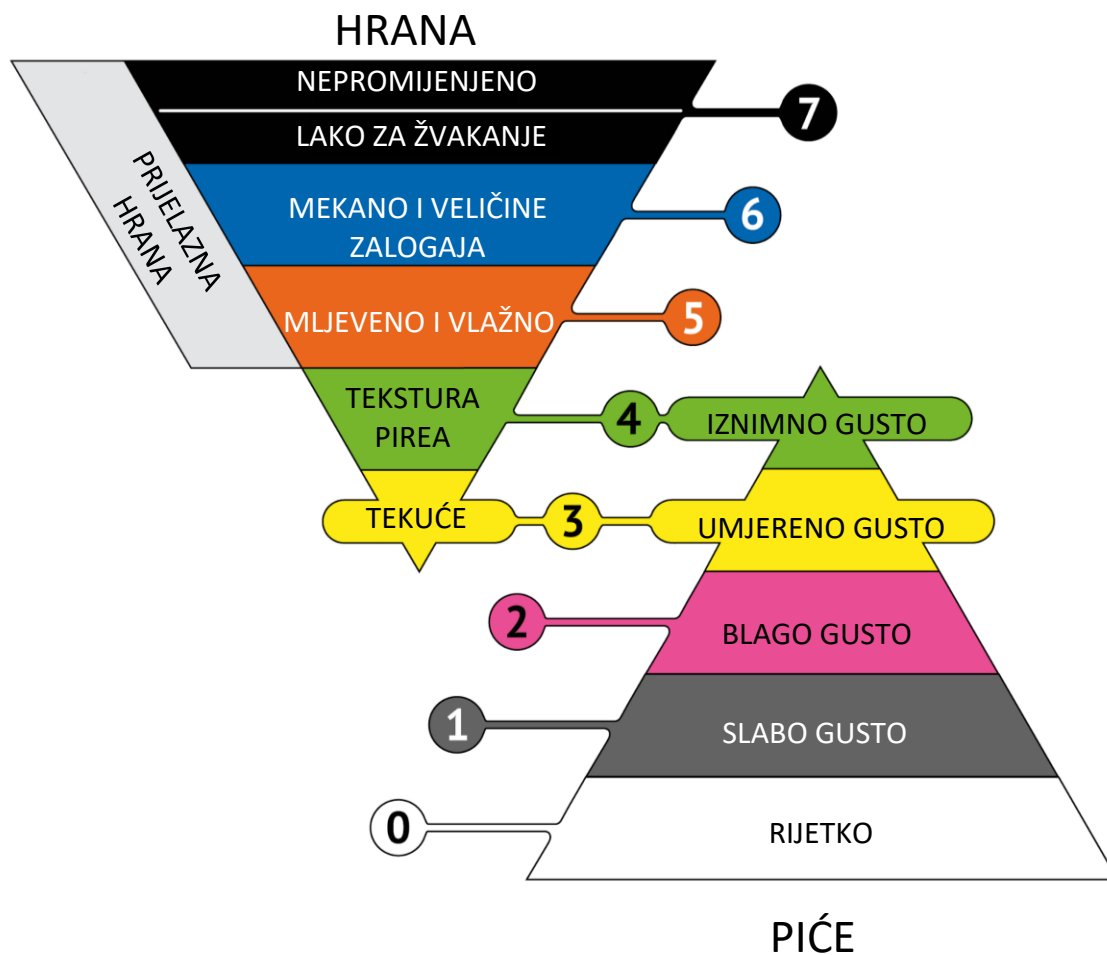 HRANA
NEPROMIJENJENO
LAKO ZA ŽVAKANJE
7
PRIJELAZNA
HRANA
MEKANO I VELIČINE
ZALOGAJA
6
MLJEVENO I VLAŽNO
5
TEKSTURA
PIREA
4
IZNIMNO GUSTO
TEKUĆE
3
UMJERENO GUSTO
2
BLAGO GUSTO
1
SLABO GUSTO
0
RIJETKO
PIĆE